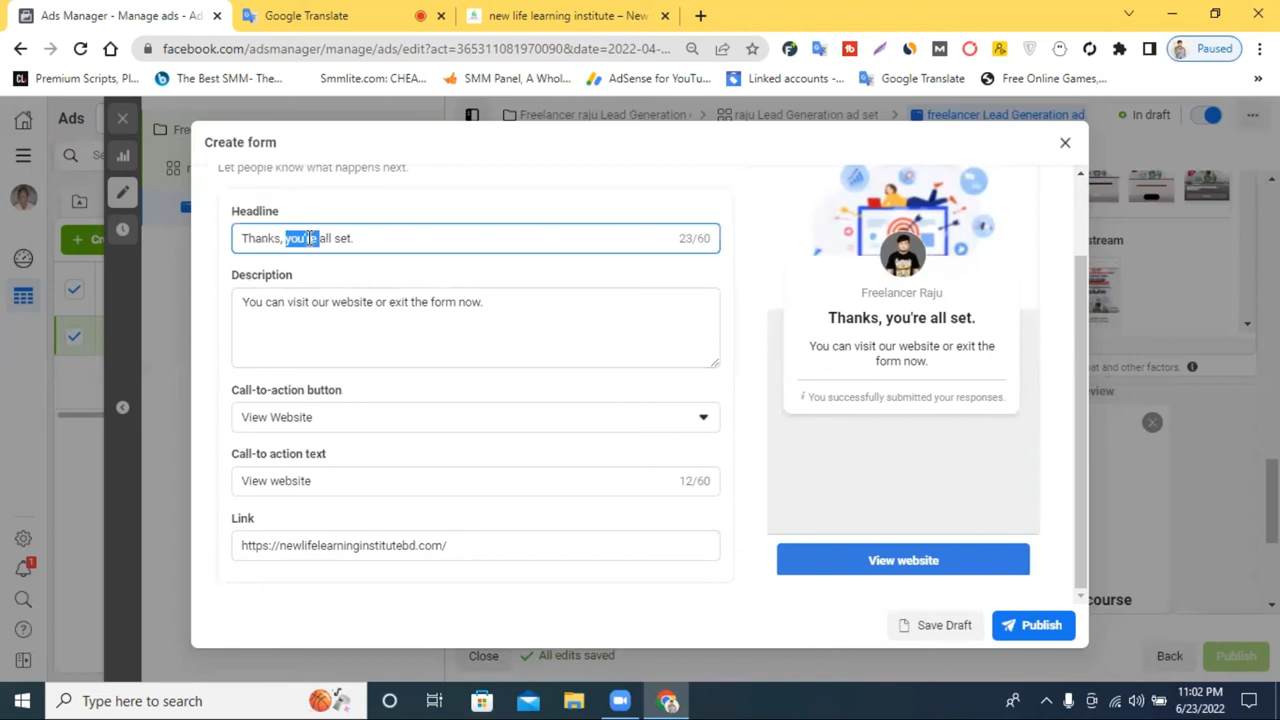 Ads Manager - Manage ads - Ad
Google Translate
new life learning institute – New
facebook.com/adsmanager/manage/ads/edit?act=365311081970090&date=2022-04-...
Paused
Premium Scripts, Pl...
The Best SMM- The...
Smmlite.com: CHEA...
SMM Panel, A Whol...
AdSense for YouTu...
Linked accounts -...
Google Translate
Free Online Games,...
Ads
Freelancer raju Lead Generation
raju Lead Generation ad set
freelancer Lead Generation ad
In draft
Create form
Let people know what happens next.
Headline
Thanks, you're all set.
23/60
Description
You can visit our website or exit the form now.
Call-to-action button
View Website
Call-to action text
View website
12/60
Link
https://newlifelearninginstitutebd.com/
Freelancer Raju
Thanks, you're all set.
You can visit our website or exit the
form now.
You successfully submitted your responses.
View website
Save Draft
Publish
Close
All edits saved
Back
Publish
Type here to search
11:02 PM
6/23/2022